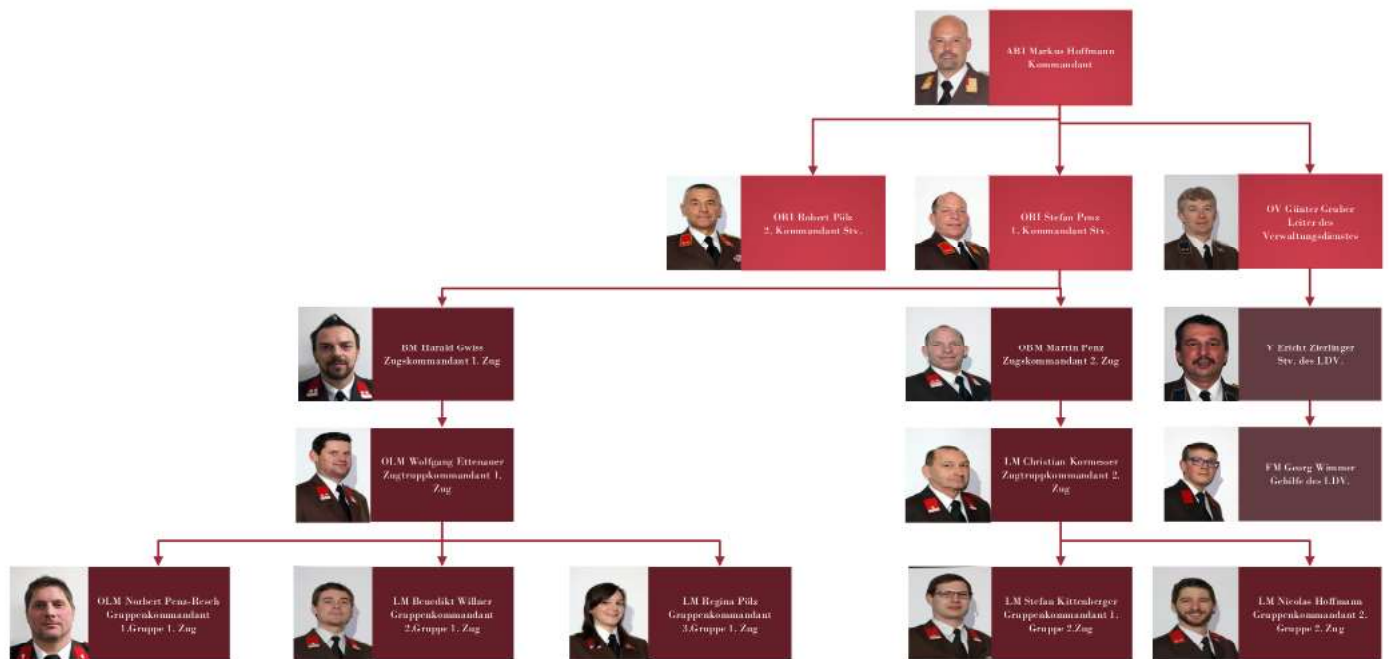 ABI Markus Hoffmann
Kommandant
OBI Robert Pölz
2. Kommandant Stv.
OBI Stefan Penz
1. Kommandant Stv.
OV Günter Gruber
Leiter des
Verwaltungsdienstes
BM Harald Gwiss
Zugskommandant 1. Zug
OBM Martin Penz
Zugskommandant 2. Zug
V Ericht Zierlinger
Stv. des LDV.
OLM Wolfgang Ettenauer
Zugtruppkommandant 1.
Zug
LM Christian Kormesser
Zugtruppkommandant 2.
Zug
FM Georg Wimmer
Gehilfe des LDV.
OLM Norbert Penz-Resch
Gruppenkommandant
1.Gruppe 1. Zug
LM Benedikt Willner
Gruppenkommandant
2.Gruppe 1. Zug
LM Regina Pölz
Gruppenkommandant
3.Gruppe 1. Zug
LM Stefan Kittenberger
Gruppenkommandant 1.
Gruppe 2.Zug
LM Nicolas Hoffmann
Gruppenkommandant 2.
Gruppe 2. Zug